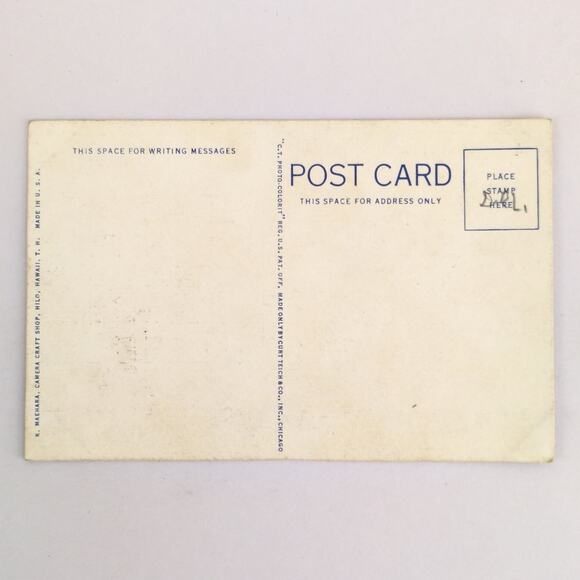 THIS SPACE FOR WRITING MESSAGES
K. MAEHARA, CAMERA CRAFT SHOP, HILO, HAWAII, T. H. MADE IN U. S. A.
"C.T. PHOTO-COLORIT" REG. U.S. PAT. OFF. MADE ONLY BY CURT TEICH & CO., INC., CHICAGO
POST CARD
THIS SPACE FOR ADDRESS ONLY
PLACE
STAMP
HERE